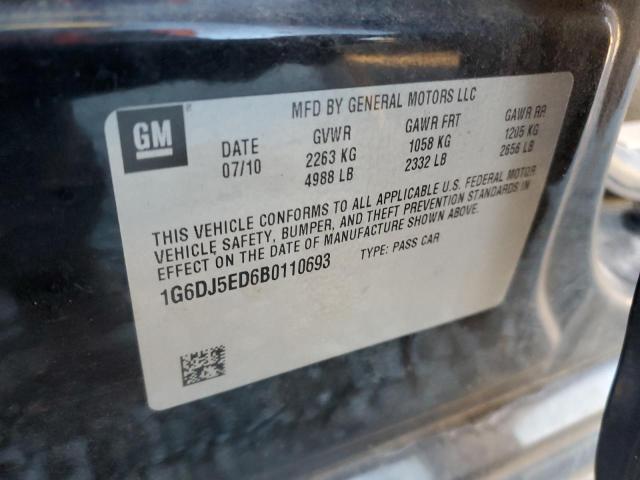 MFD BY GENERAL MOTORS LLC
GM
DATE GVWR GAWR FRT GAWR RR
07/10 2263 KG 1058 KG 1205 KG
4988 LB 2332 LB 2656 LB
THIS VEHICLE CONFORMS TO ALL APPLICABLE U.S. FEDERAL MOTOR
VEHICLE SAFETY, BUMPER, AND THEFT PREVENTION STANDARDS IN
EFFECT ON THE DATE OF MANUFACTURE SHOWN ABOVE.
1G6DJ5ED6B0110693 TYPE: PASS CAR